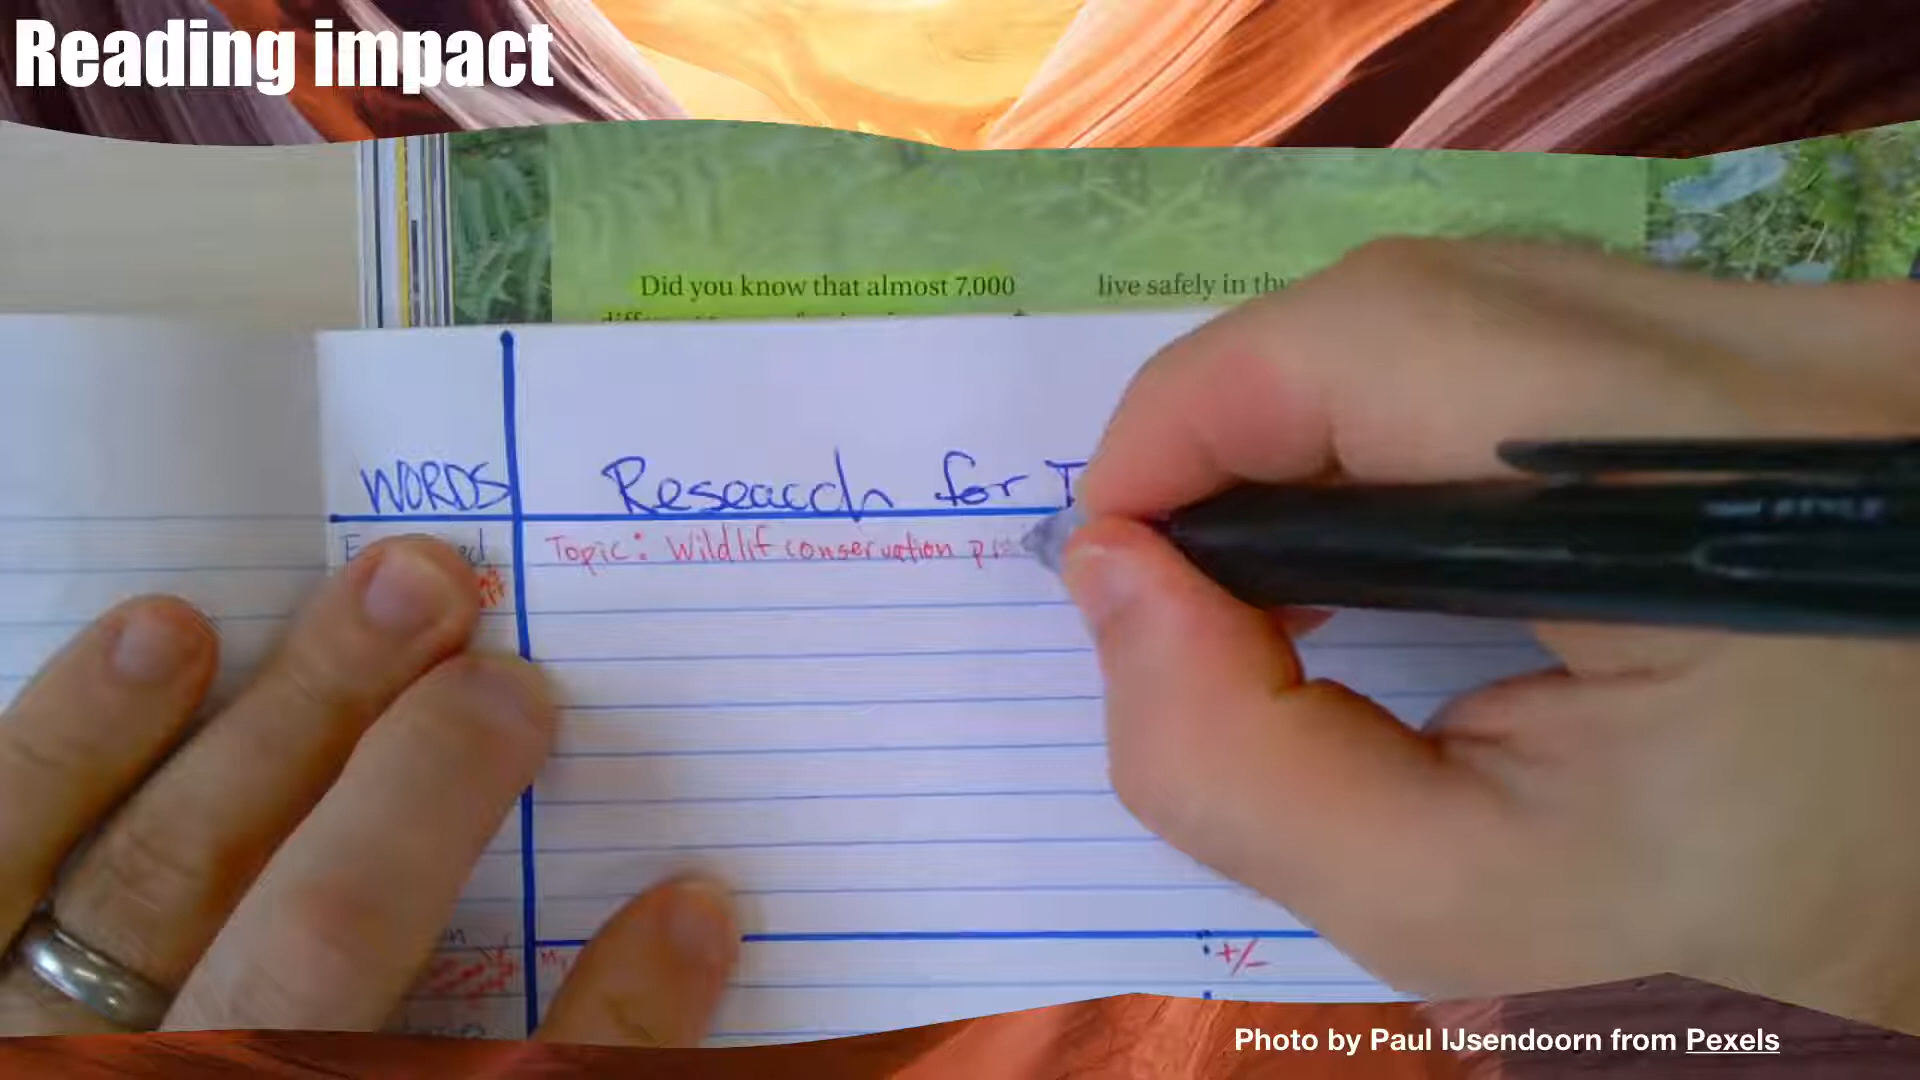 Reading impact
Did you know that almost 7,000
live safely in
WORDS
Research for
Topic: Wildlif conservation
+/-
Photo by Paul IJsendoorn from Pexels